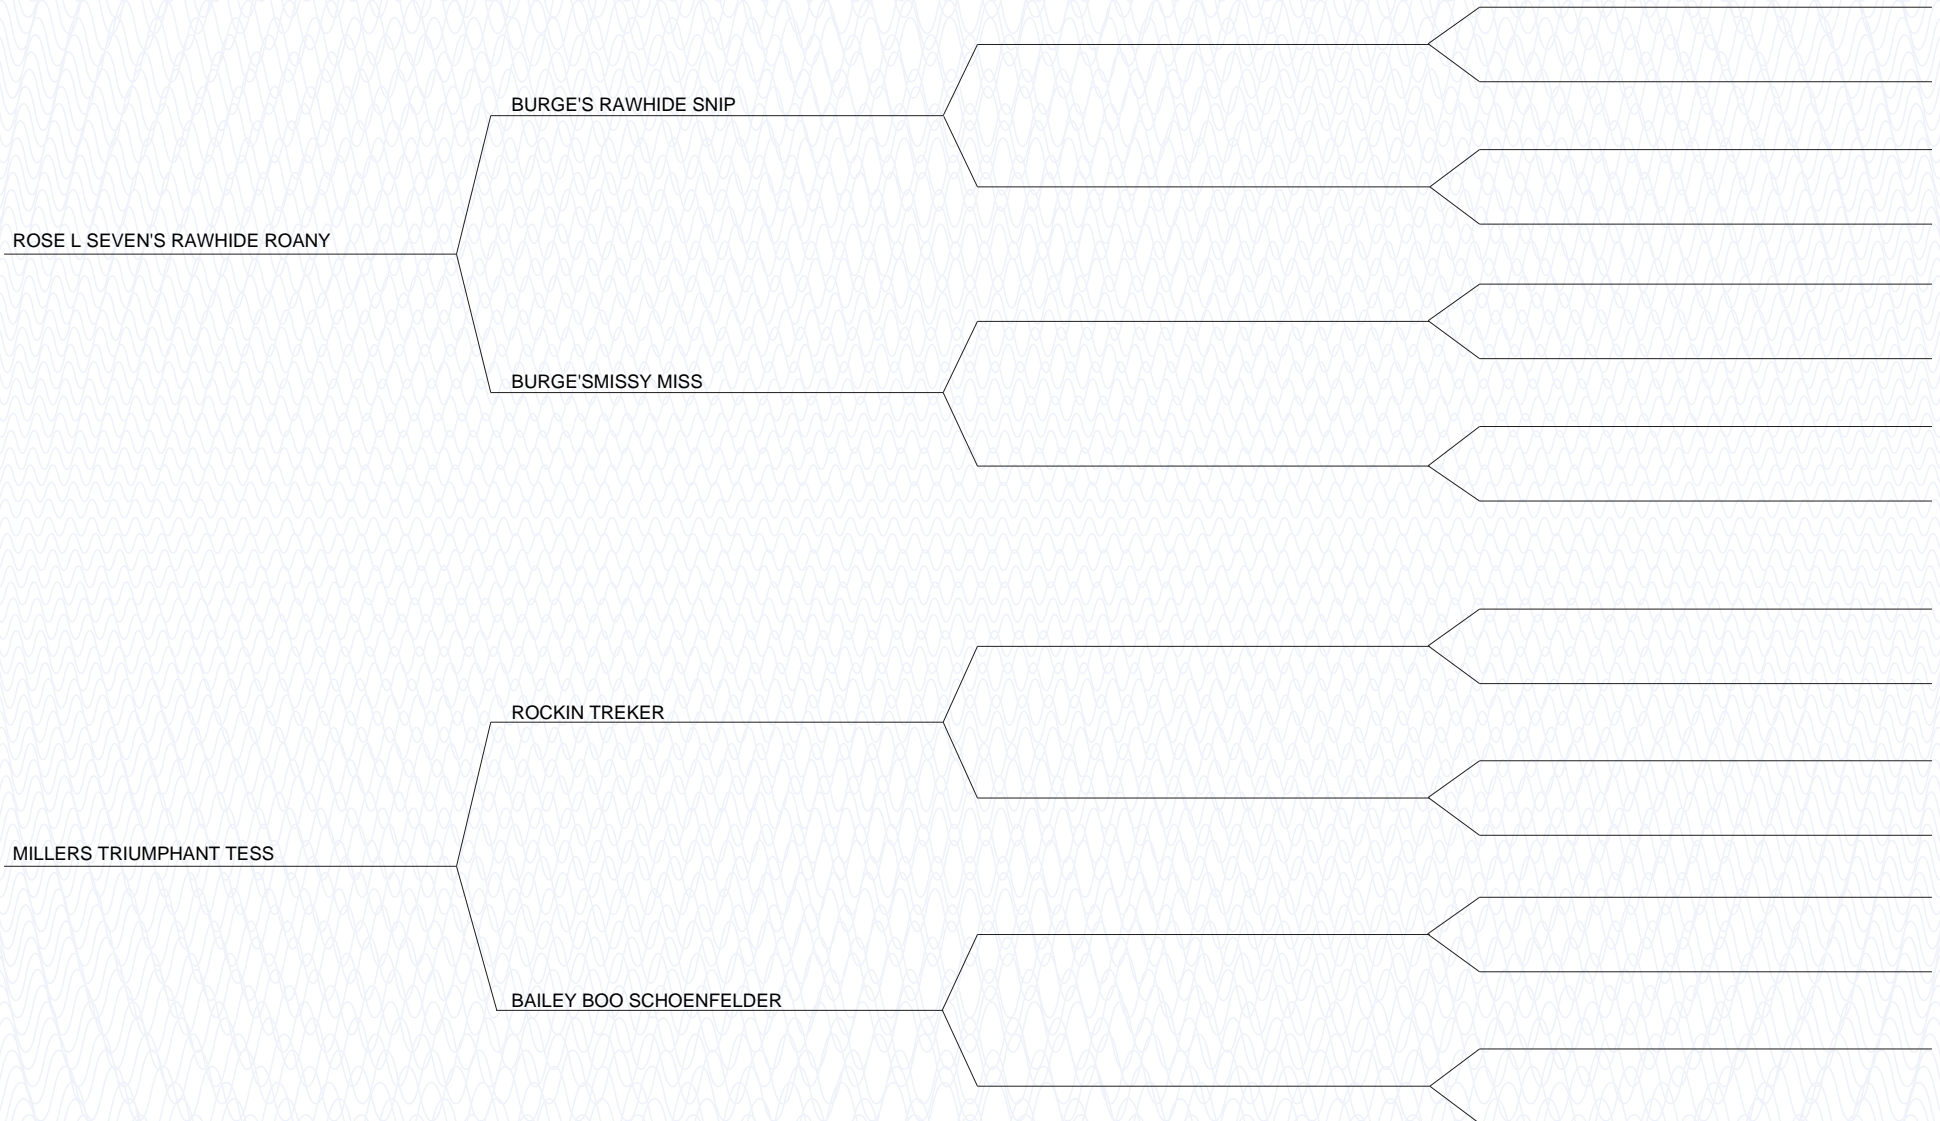 BURGE'S RAWHIDE SNIP
ROSE L SEVEN'S RAWHIDE ROANY
BURGE'SMISSY MISS
ROCKIN TREKER
MILLERS TRIUMPHANT TESS
BAILEY BOO SCHOENFELDER